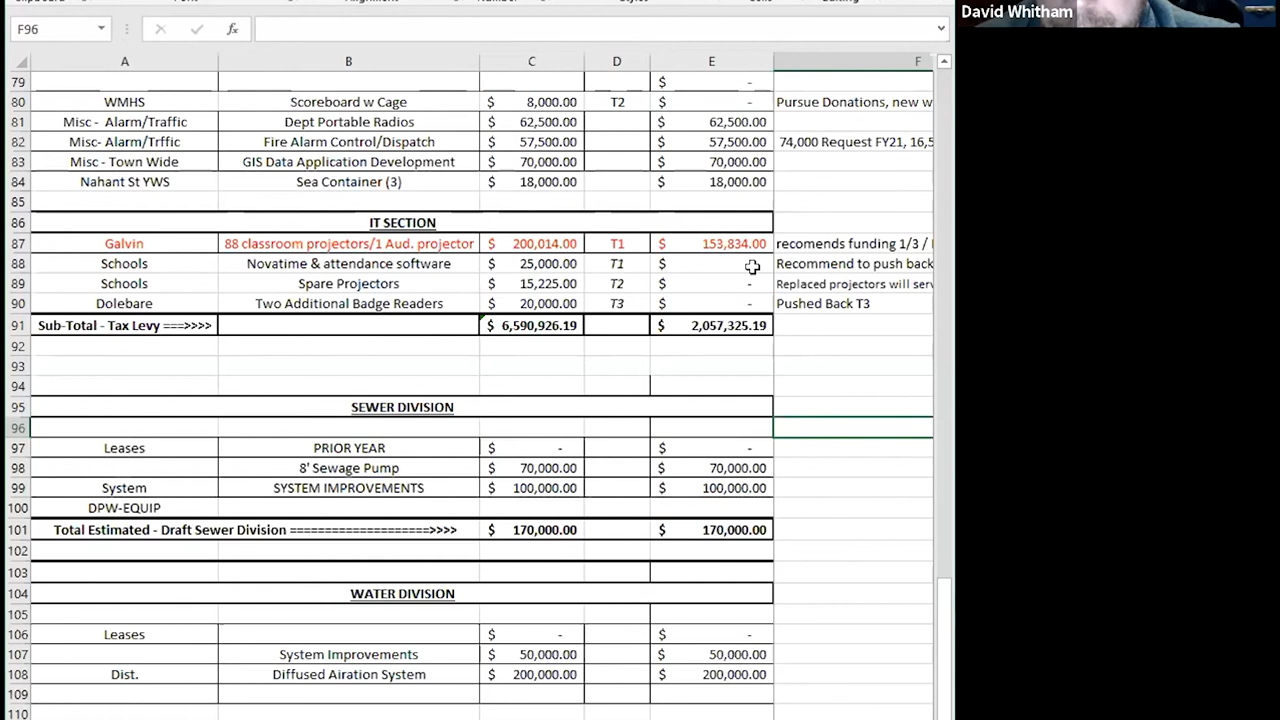 David Whitham
F96 fx
A B C D E F
79 $ -
80 WMHS Scoreboard w Cage $ 8,000.00 T2 $ - Pursue Donations, new w
81 Misc - Alarm/Traffic Dept Portable Radios $ 62,500.00 $ 62,500.00
82 Misc- Alarm/Trffic Fire Alarm Control/Dispatch $ 57,500.00 $ 57,500.00 74,000 Request FY21, 16,5
83 Misc - Town Wide GIS Data Application Development $ 70,000.00 $ 70,000.00
84 Nahant St YWS Sea Container (3) $ 18,000.00 $ 18,000.00
85
86 IT SECTION
87 Galvin 88 classroom projectors/1 Aud. projector $ 200,014.00 T1 $ 153,834.00 recomends funding 1/3 /
88 Schools Novatime & attendance software $ 25,000.00 T1 $ Recommend to push back
89 Schools Spare Projectors $ 15,225.00 T2 $ - Replaced projectors will serv
90 Dolebare Two Additional Badge Readers $ 20,000.00 T3 $ - Pushed Back T3
91 Sub-Total - Tax Levy ===>>>> $ 6,590,926.19 $ 2,057,325.19
92
93
94
95 SEWER DIVISION
96
97 Leases PRIOR YEAR $ - $ -
98 8' Sewage Pump $ 70,000.00 $ 70,000.00
99 System SYSTEM IMPROVEMENTS $ 100,000.00 $ 100,000.00
100 DPW-EQUIP
101 Total Estimated - Draft Sewer Division ====================>>>> $ 170,000.00 $ 170,000.00
102
103
104 WATER DIVISION
105
106 Leases $ - $ -
107 System Improvements $ 50,000.00 $ 50,000.00
108 Dist. Diffused Airation System $ 200,000.00 $ 200,000.00
109
110